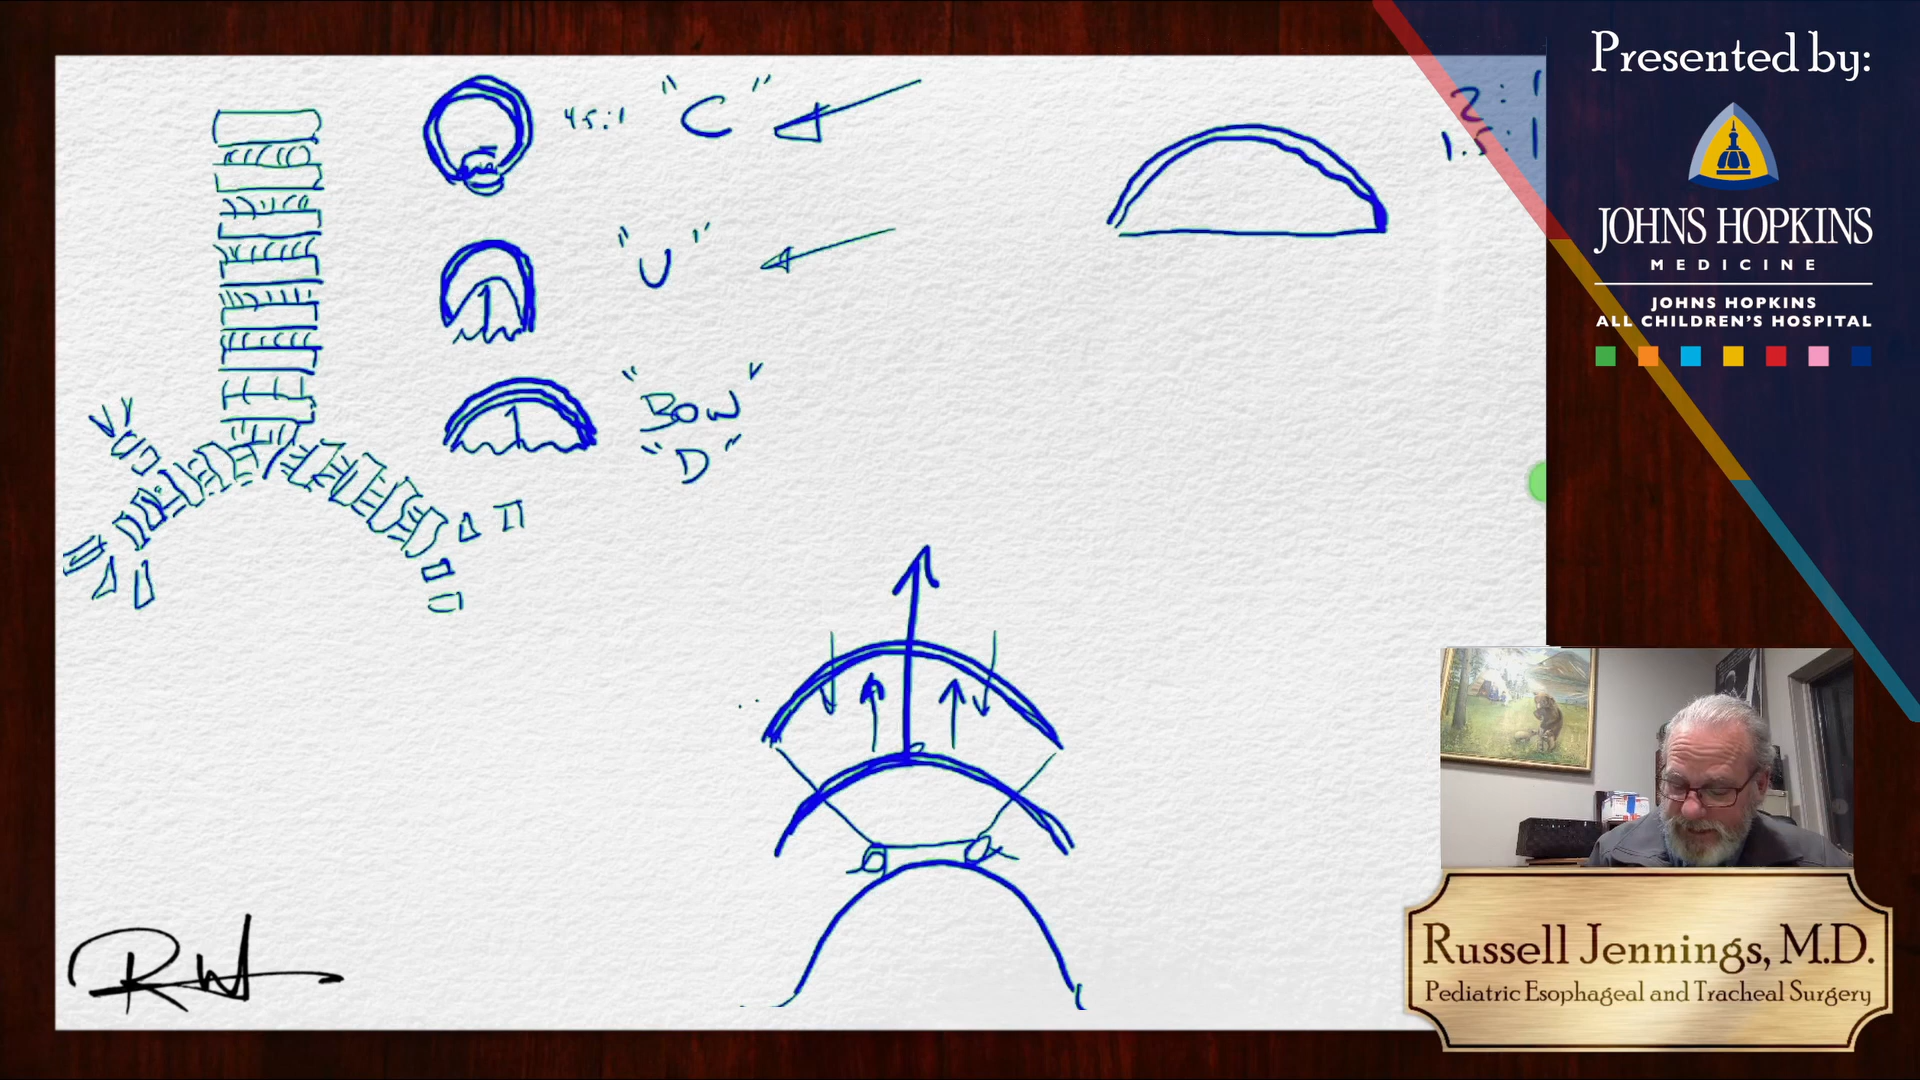 4.5:1 "C"
"U"
"BOW"
"D"
2:1
1.5:1
Presented by:
JOHNS HOPKINS
MEDICINE
JOHNS HOPKINS
ALL CHILDREN'S HOSPITAL
Russell Jennings, M.D.
Pediatric Esophageal and Tracheal Surgery